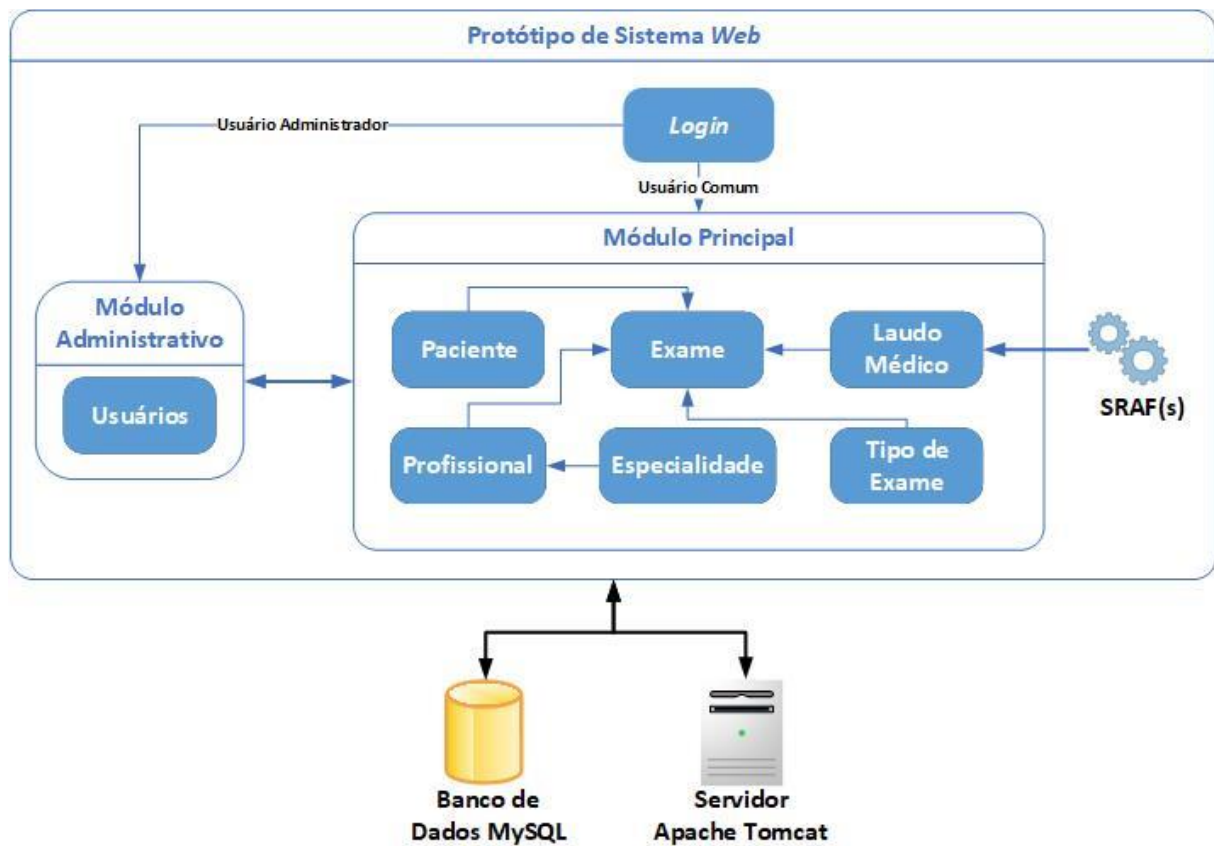 Protótipo de Sistema Web
Login
Usuário Administrador
Usuário Comum
Módulo Principal
Módulo
Administrativo
Usuários
Paciente
Exame
Laudo
Médico
SRAF(s)
Profissional
Especialidade
Tipo de
Exame
Banco de
Dados MySQL
Servidor
Apache Tomcat